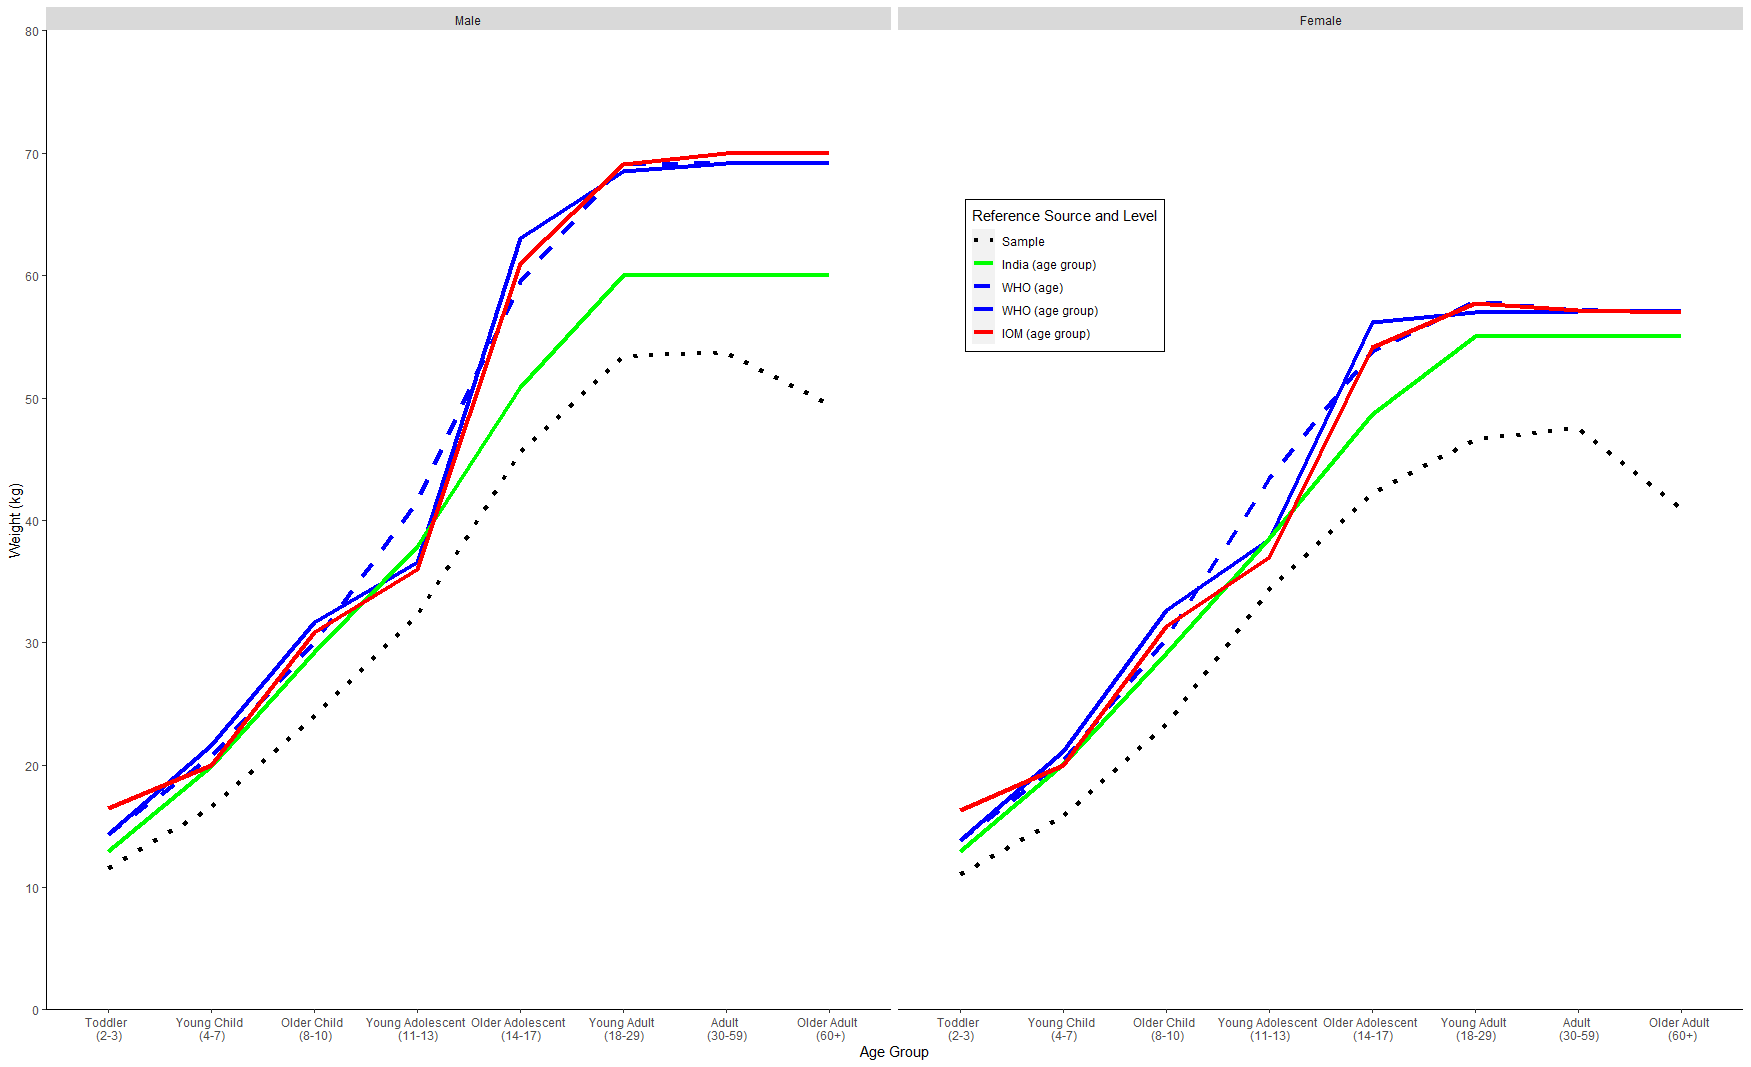 Male
Female
80
70
60
50
40
30
20
10
0
Weight (kg)
Reference Source and Level
Sample
India (age group)
WHO (age)
WHO (age group)
IOM (age group)
Toddler Young Child Older Child Young Adolescent Older Adolescent Young Adult Adult Older Adult
(2-3) (4-7) (8-10) (11-13) (14-17) (18-29) (30-59) (60+)
Toddler Young Child Older Child Young Adolescent Older Adolescent Young Adult Adult Older Adult
(2-3) (4-7) (8-10) (11-13) (14-17) (18-29) (30-59) (60+)
Age Group